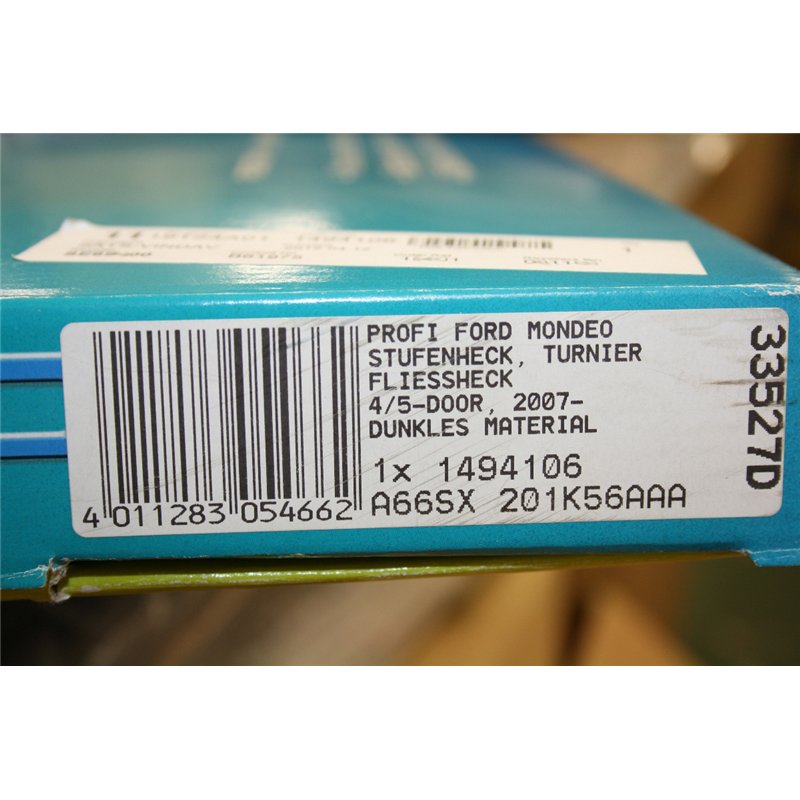 1494106
PROFI FORD MONDEO
STUFENHECK, TURNIER
FLIESSHECK
4/5-DOOR, 2007-
DUNKLES MATERIAL
1x 1494106
A66SX 201K56AAA
4 011283 054662
33527D